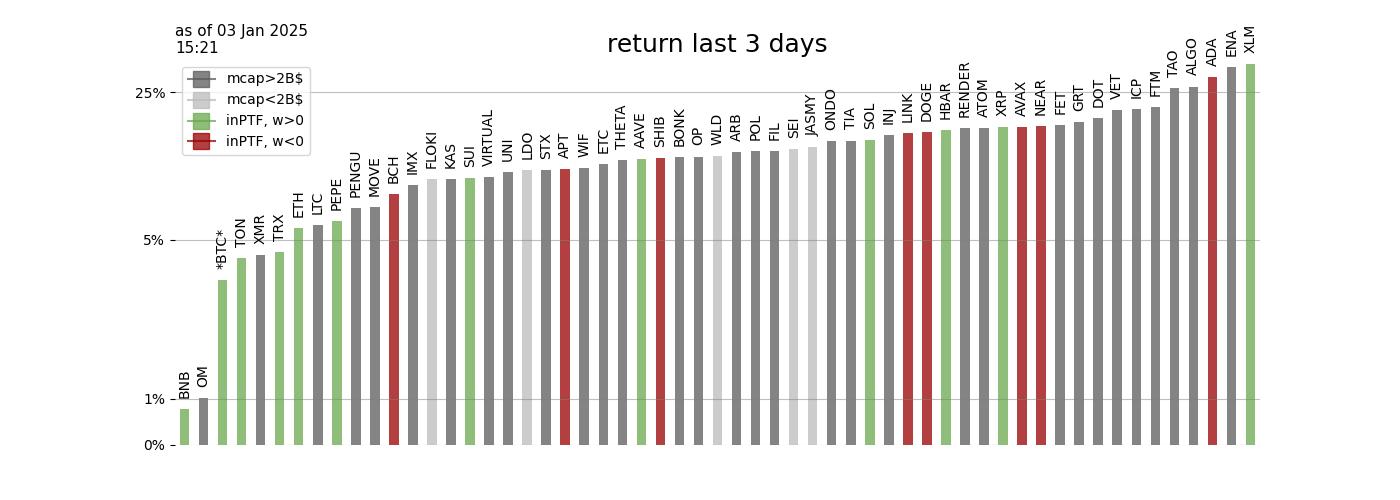 as of 03 Jan 2025
15:21
return last 3 days
mcap>2B$
mcap<2B$
inPTF, w>0
inPTF, w<0
25%
5%
1%
0%
BNB
OM
*BTC*
TON
XMR
TRX
ETH
LTC
PEPE
PENGU
MOVE
BCH
IMX
FLOKI
KAS
SUI
VIRTUAL
UNI
LDO
STX
APT
WIF
ETC
THETA
AAVE
SHIB
BONK
OP
WLD
ARB
POL
FIL
SEI
JASMY
ONDO
TIA
SOL
INJ
LINK
DOGE
HBAR
RENDER
ATOM
XRP
AVAX
NEAR
FET
GRT
DOT
VET
ICP
FTM
TAO
ALGO
ADA
ENA
XLM